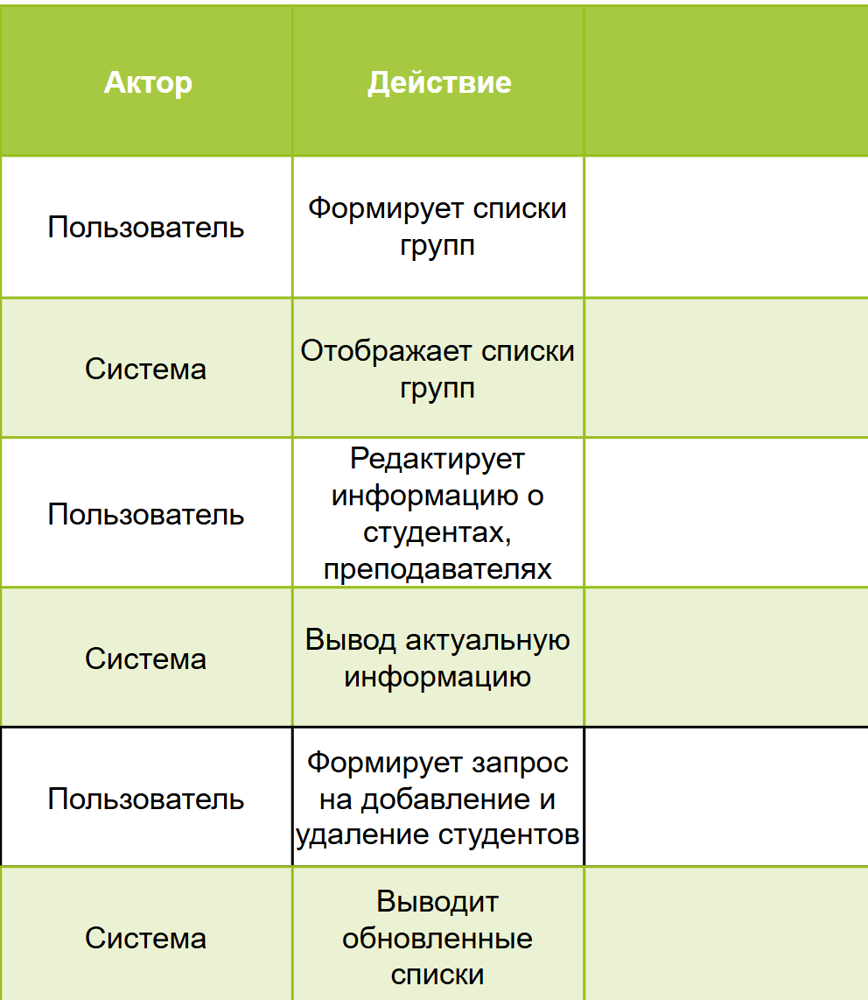 Актор
Действие
Пользователь
Формирует списки
групп
Система
Отображает списки
групп
Пользователь
Редактирует
информацию о
студентах,
преподавателях
Система
Вывод актуальную
информацию
Пользователь
Формирует запрос
на добавление и
удаление студентов
Система
Выводит
обновленные
списки